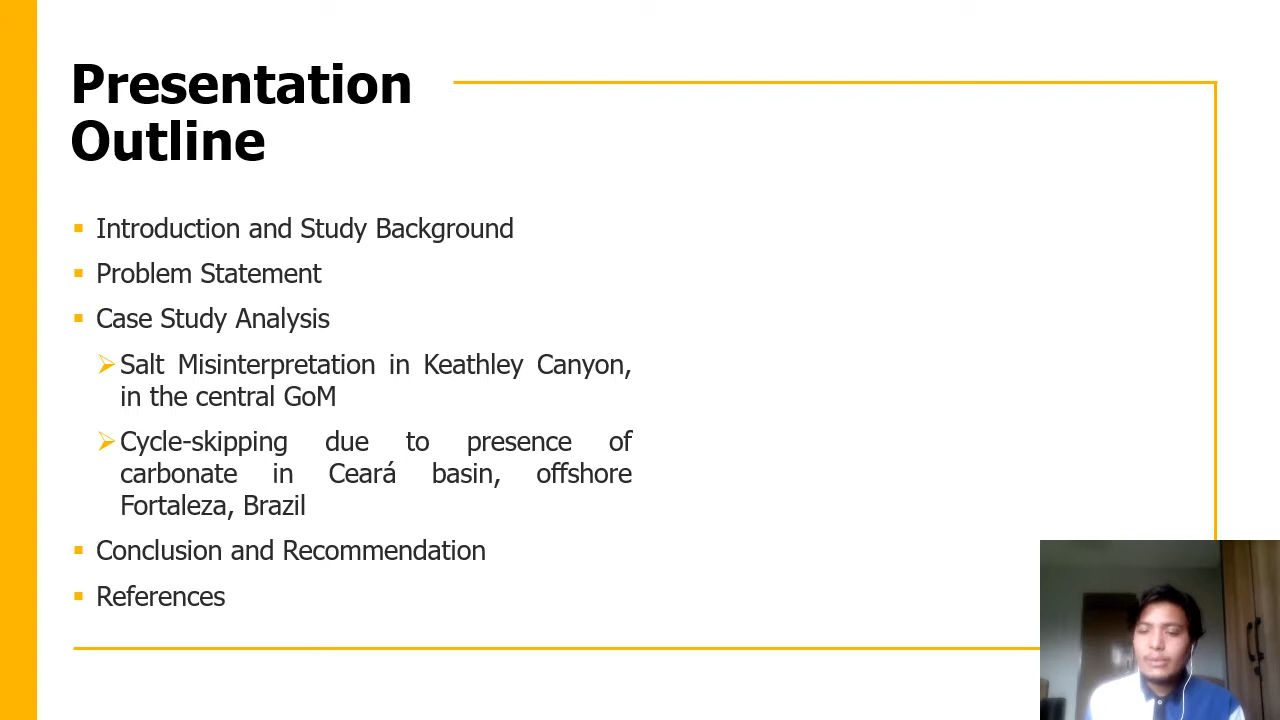 Presentation
Outline
Introduction and Study Background
Problem Statement
Case Study Analysis
Salt Misinterpretation in Keathley Canyon,
in the central GoM
Cycle-skipping due to presence of
carbonate in Ceará basin, offshore
Fortaleza, Brazil
Conclusion and Recommendation
References